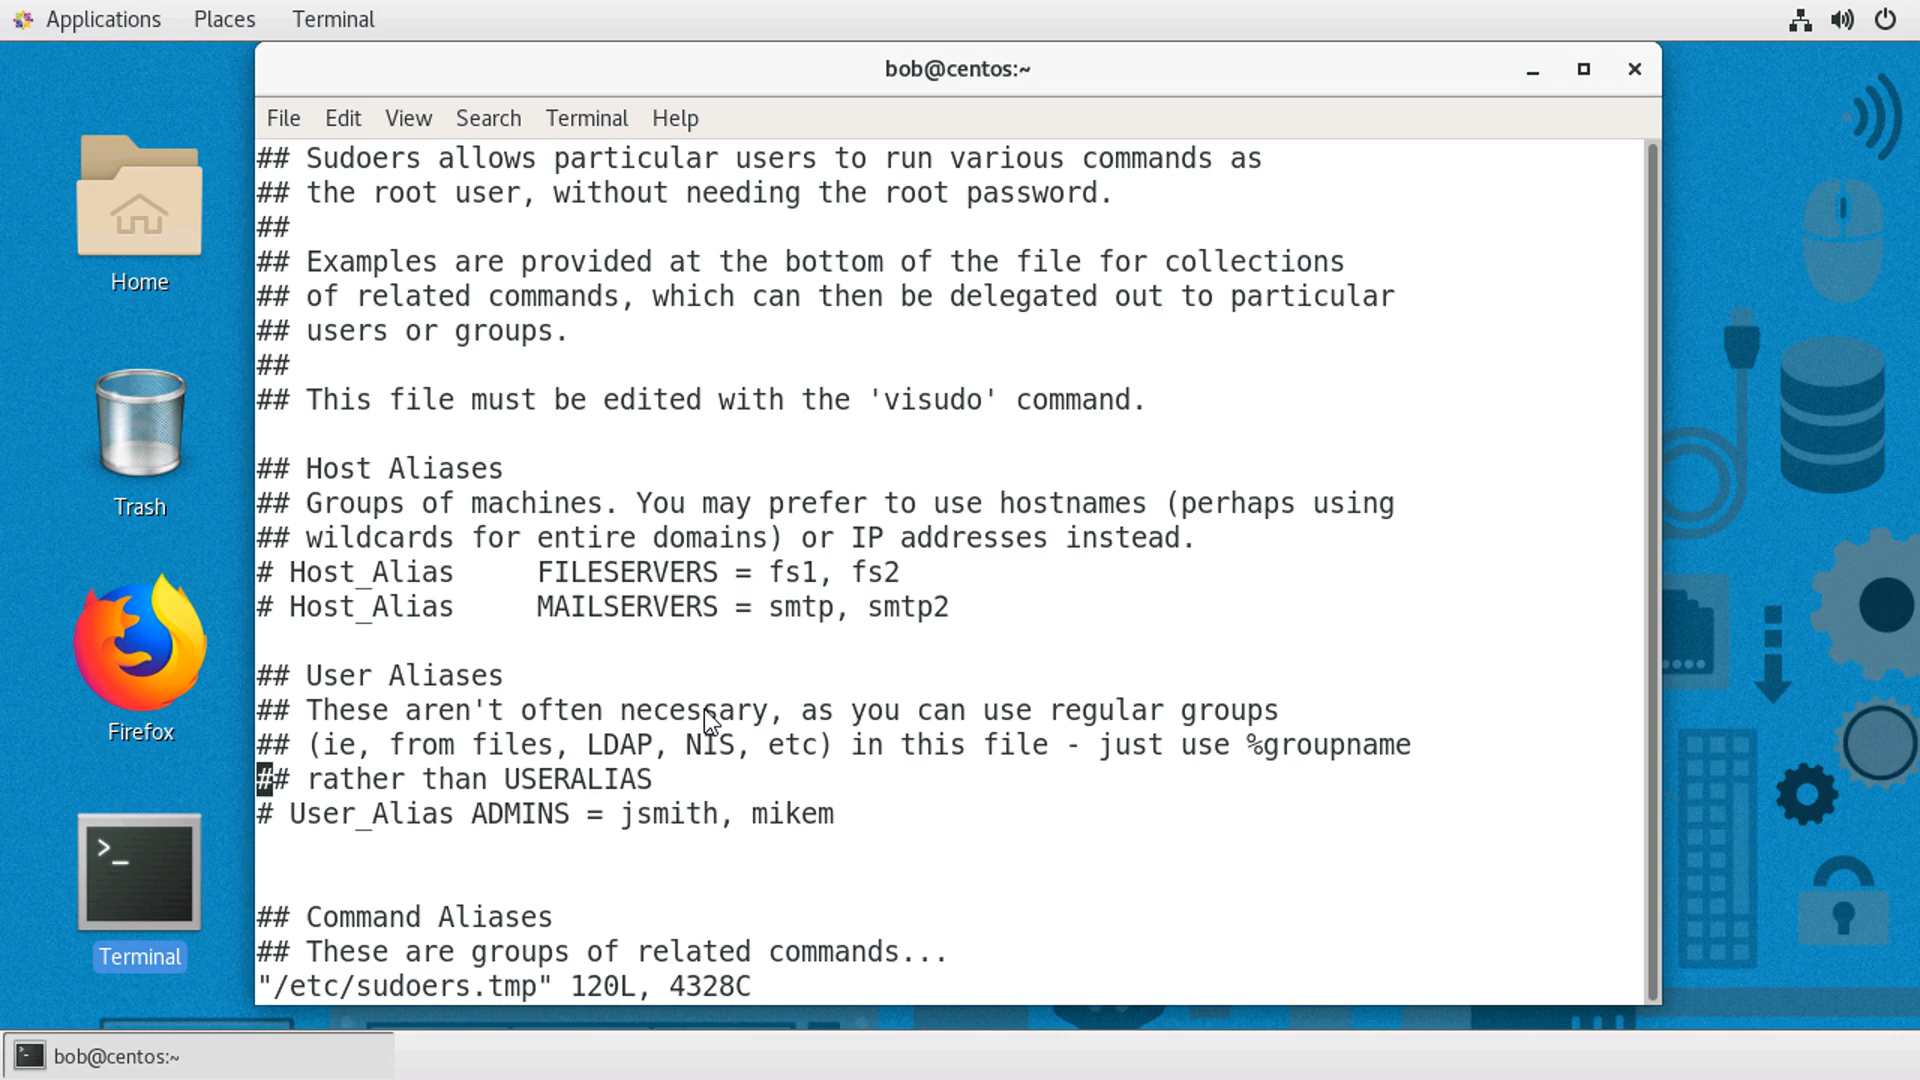 Applications Places Terminal
bob@centos:~
File Edit View Search Terminal Help
## Sudoers allows particular users to run various commands as
## the root user, without needing the root password.
##
## Examples are provided at the bottom of the file for collections
## of related commands, which can then be delegated out to particular
## users or groups.
##
## This file must be edited with the 'visudo' command.
## Host Aliases
## Groups of machines. You may prefer to use hostnames (perhaps using
## wildcards for entire domains) or IP addresses instead.
# Host_Alias     FILESERVERS = fs1, fs2
# Host_Alias     MAILSERVERS = smtp, smtp2
## User Aliases
## These aren't often necessary, as you can use regular groups
## (ie, from files, LDAP, NIS, etc) in this file - just use %groupname
## rather than USERALIAS
# User_Alias ADMINS = jsmith, mikem
## Command Aliases
## These are groups of related commands...
"/etc/sudoers.tmp" 120L, 4328C
Home
Trash
Firefox
Terminal
bob@centos:~